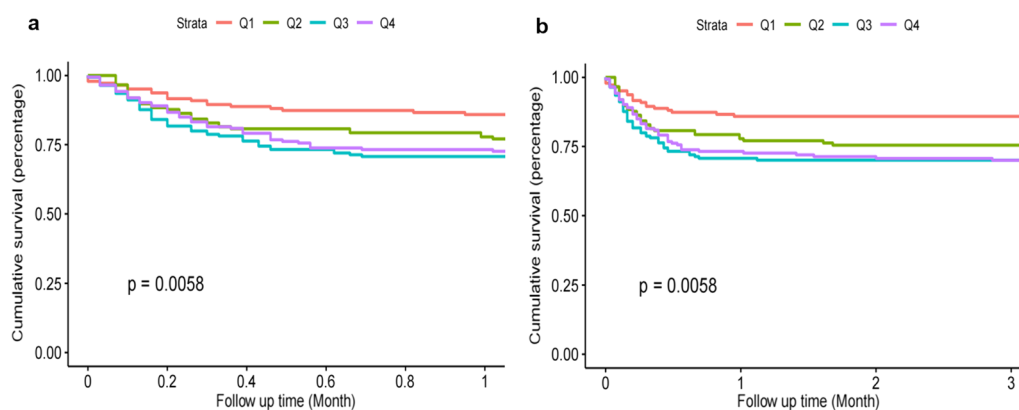 a
Strata Q1 Q2 Q3 Q4
Cumulative survival (percentage)
1.00
0.75
0.50
0.25
0.00
p = 0.0058
0 0.2 0.4 0.6 0.8 1
Follow up time (Month)
b
Strata Q1 Q2 Q3 Q4
Cumulative survival (percentage)
1.00
0.75
0.50
0.25
0.00
p = 0.0058
0 1 2 3
Follow up time (Month)